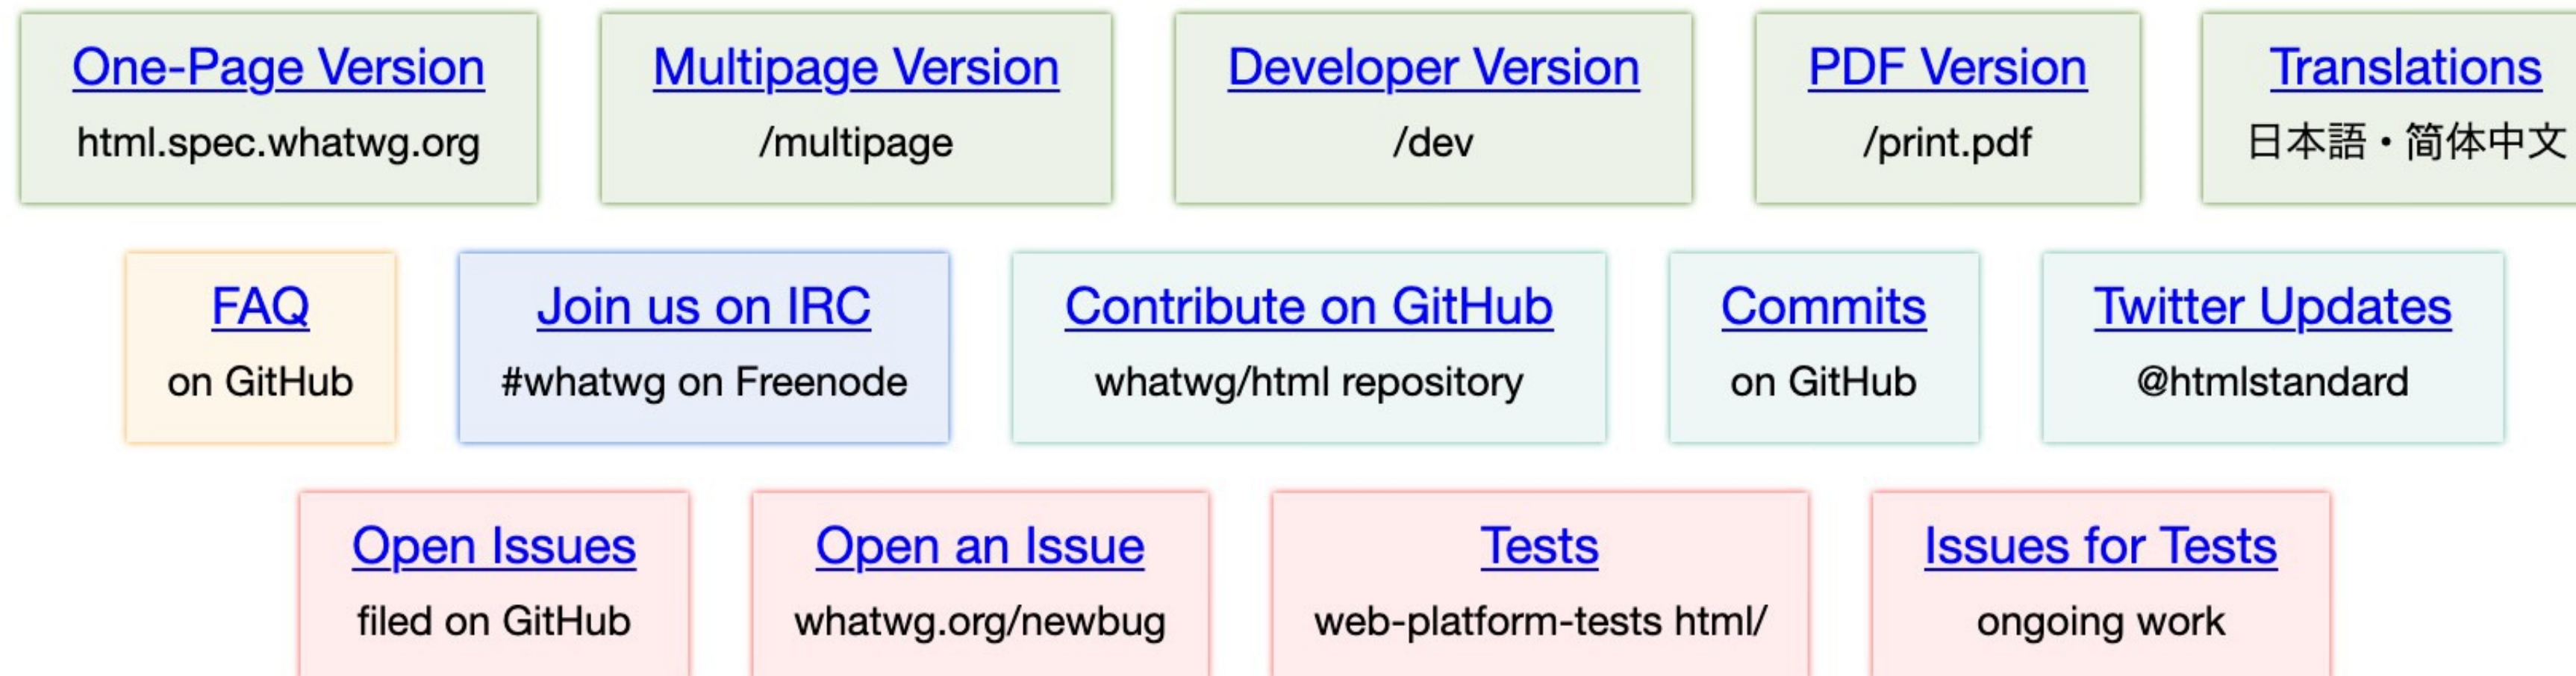 One-Page Version
html.spec.whatwg.org
Multipage Version
/multipage
Developer Version
/dev
PDF Version
/print.pdf
Translations
日本語・简体中文
FAQ
on GitHub
Join us on IRC
#whatwg on Freenode
Contribute on GitHub
whatwg/html repository
Commits
on GitHub
Twitter Updates
@htmlstandard
Open Issues
filed on GitHub
Open an Issue
whatwg.org/newbug
Tests
web-platform-tests html/
Issues for Tests
ongoing work